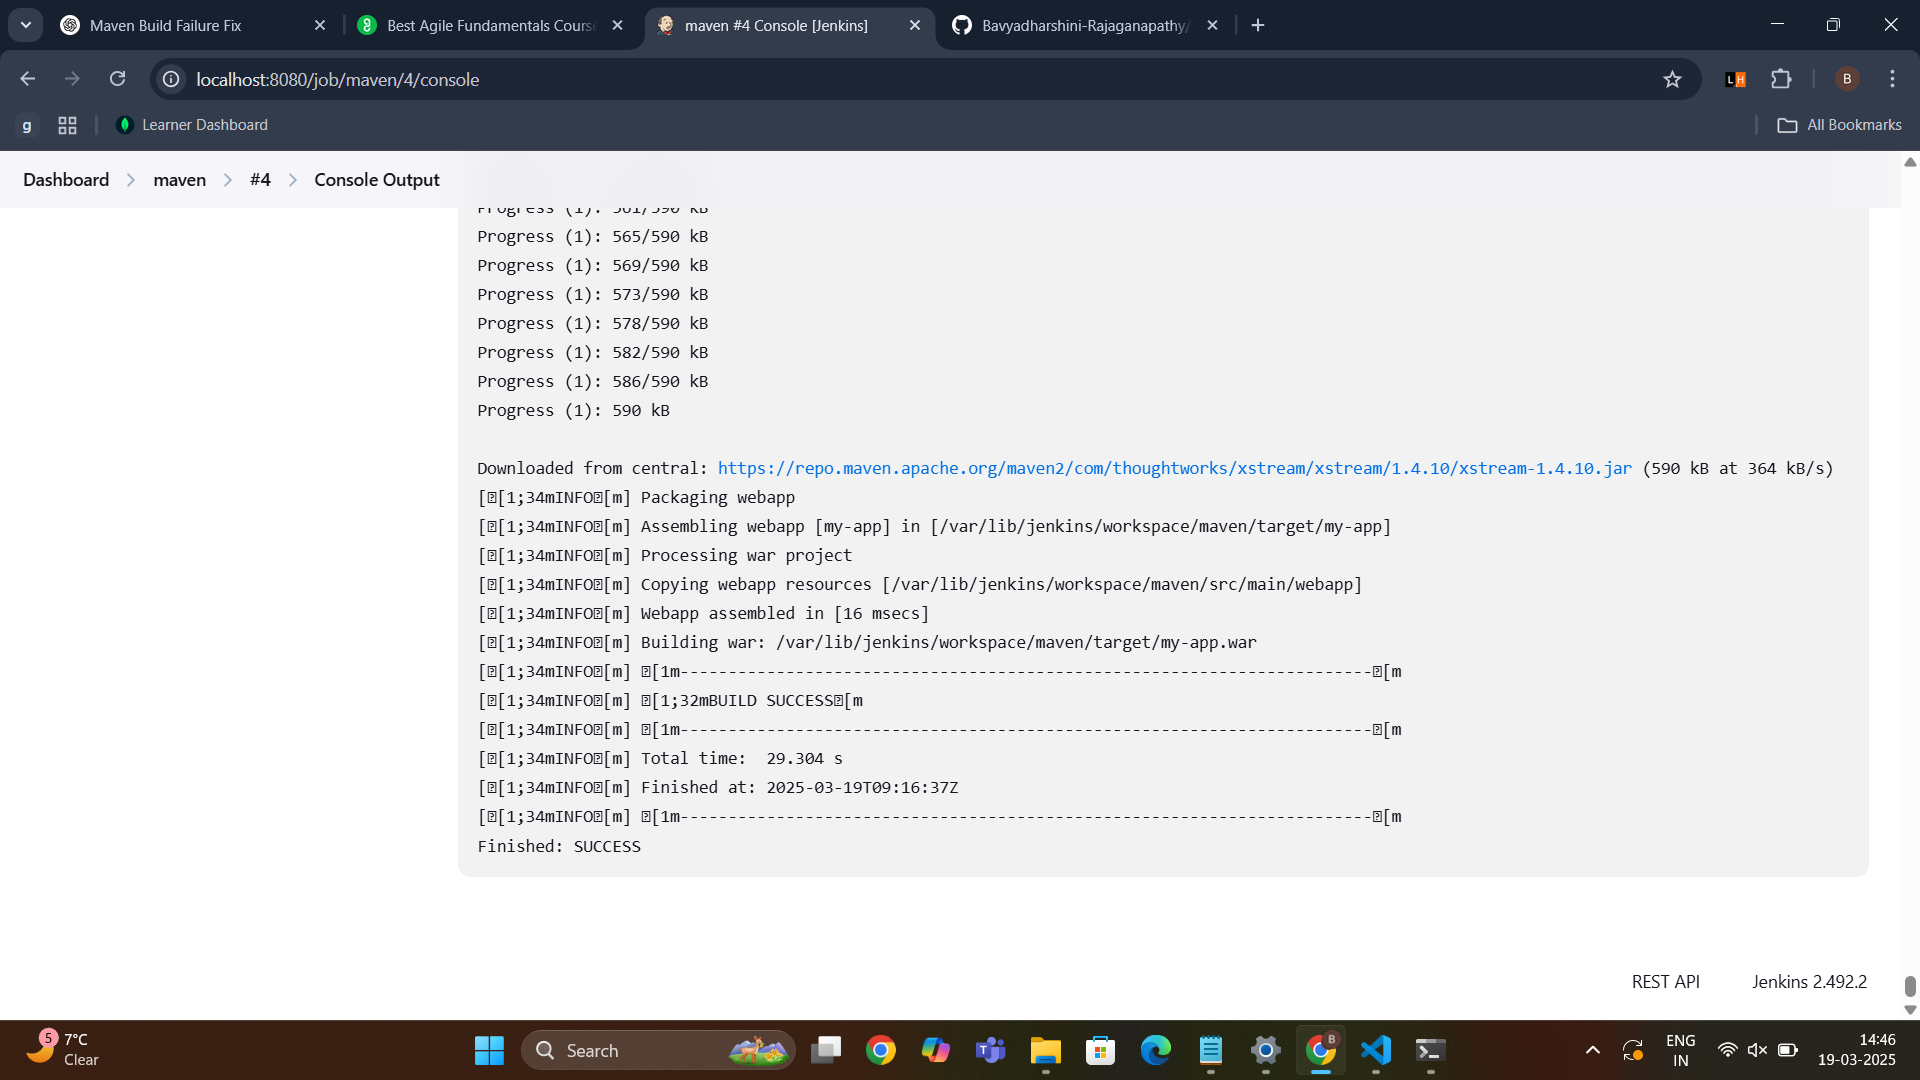 Maven Build Failure Fix
Best Agile Fundamentals Course
maven #4 Console [Jenkins]
Bavyadharshini-Rajaganapathy/
localhost:8080/job/maven/4/console
L H
B
g
Learner Dashboard
All Bookmarks
Dashboard > maven > #4 > Console Output
Progress (1): 561/590 kB
Progress (1): 565/590 kB
Progress (1): 569/590 kB
Progress (1): 573/590 kB
Progress (1): 578/590 kB
Progress (1): 582/590 kB
Progress (1): 586/590 kB
Progress (1): 590 kB
Downloaded from central: https://repo.maven.apache.org/maven2/com/thoughtworks/xstream/xstream/1.4.10/xstream-1.4.10.jar (590 kB at 364 kB/s)
[⍰[1;34mINFO⍰[m] Packaging webapp
[⍰[1;34mINFO⍰[m] Assembling webapp [my-app] in [/var/lib/jenkins/workspace/maven/target/my-app]
[⍰[1;34mINFO⍰[m] Processing war project
[⍰[1;34mINFO⍰[m] Copying webapp resources [/var/lib/jenkins/workspace/maven/src/main/webapp]
[⍰[1;34mINFO⍰[m] Webapp assembled in [16 msecs]
[⍰[1;34mINFO⍰[m] Building war: /var/lib/jenkins/workspace/maven/target/my-app.war
[⍰[1;34mINFO⍰[m] ⍰[1m------------------------------------------------------------------------⍰[m
[⍰[1;34mINFO⍰[m] ⍰[1;32mBUILD SUCCESS⍰[m
[⍰[1;34mINFO⍰[m] ⍰[1m------------------------------------------------------------------------⍰[m
[⍰[1;34mINFO⍰[m] Total time:  29.304 s
[⍰[1;34mINFO⍰[m] Finished at: 2025-03-19T09:16:37Z
[⍰[1;34mINFO⍰[m] ⍰[1m------------------------------------------------------------------------⍰[m
Finished: SUCCESS
REST API
Jenkins 2.492.2
5
7°C
Clear
Search
B
ENG
IN
14:46
19-03-2025